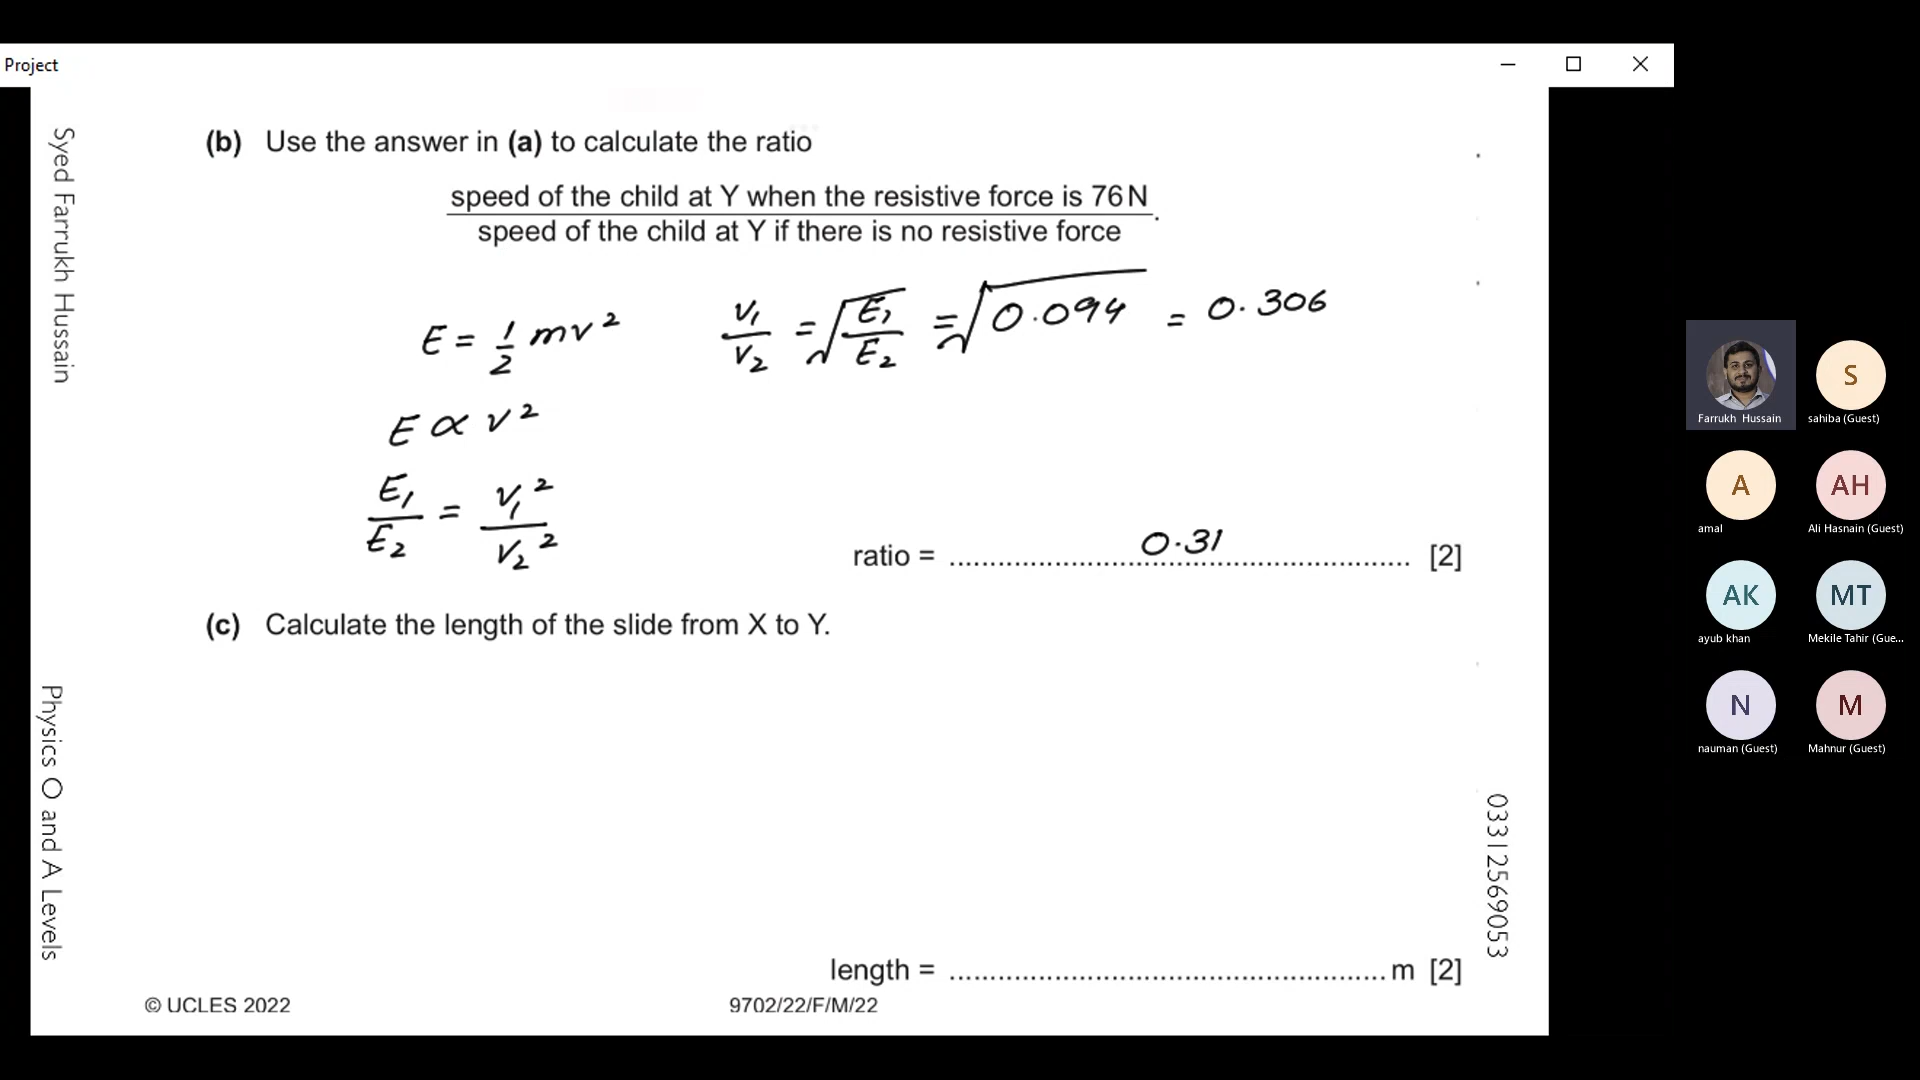 Project
Syed Farrukh Hussain
Physics O and A Levels
(b) Use the answer in (a) to calculate the ratio
speed of the child at Y when the resistive force is 76 N
speed of the child at Y if there is no resistive force .
E = 1/2 mv² V₁/V₂ = √(E₁/E₂) = √0.094 = 0.306
E ∝ v²
E₁/E₂ = V₁²/V₂²
ratio = ...... 0.31 ...... [2]
(c) Calculate the length of the slide from X to Y.
length = ...... m [2]
© UCLES 2022 9702/22/F/M/22
03312569053
Farrukh Hussain
S
sahiba (Guest)
A
amal
AH
Ali Hasnain (Guest)
AK
ayub khan
MT
Mekile Tahir (Gue...
N
nauman (Guest)
M
Mahnur (Guest)